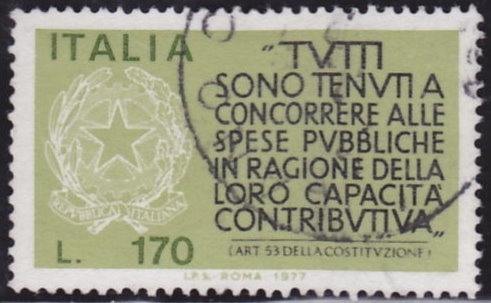 ITALIA
"TVTTI
SONO TENVTI A
CONCORRERE ALLE
SPESE PVBBLICHE
IN RAGIONE DELLA
LORO CAPACITÀ
CONTRIBVTIVA"
(ART. 53 DELLA COSTITVZIONE)
REPVBBLICA ITALIANA
L. 170
I.P.S. ROMA 1977